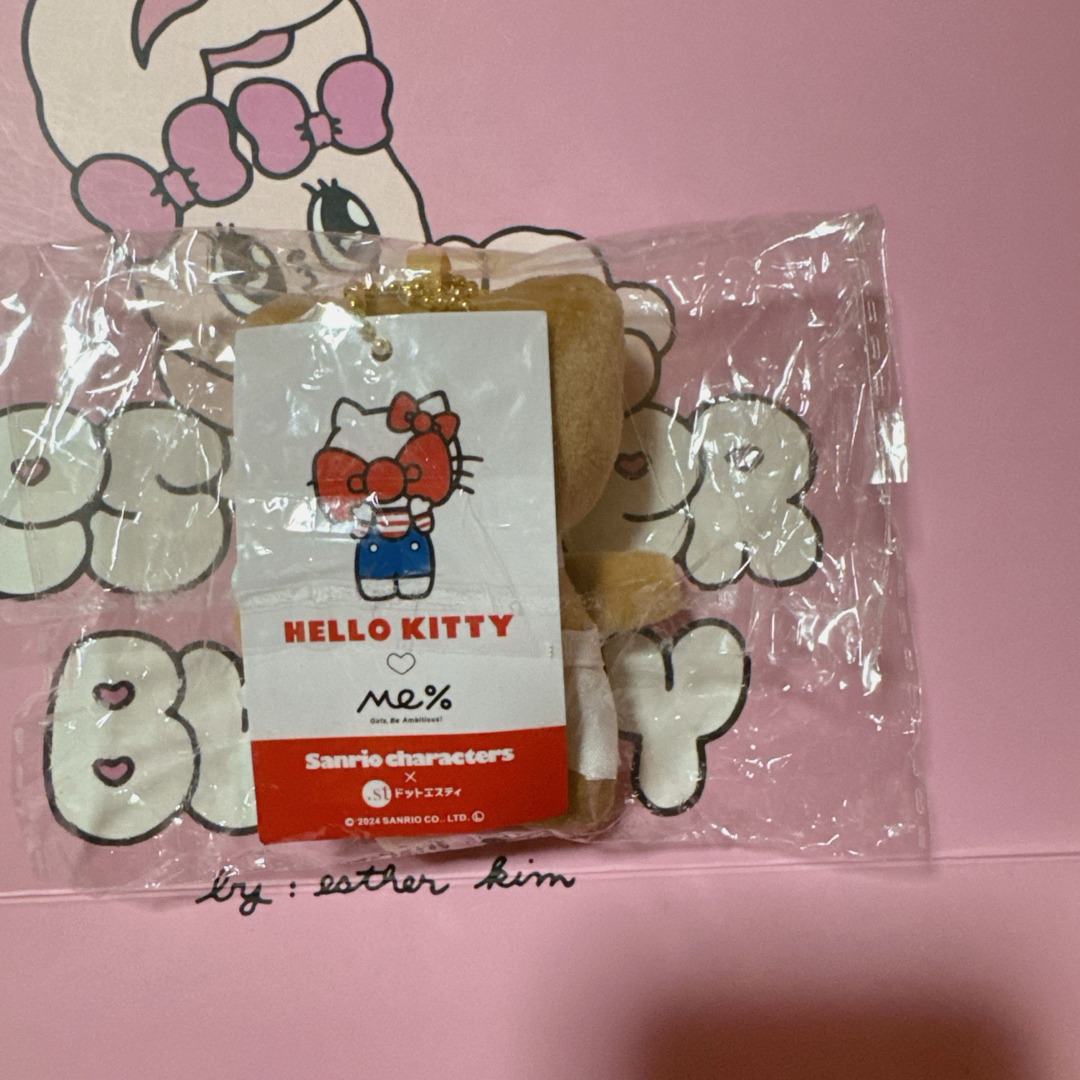 HELLO KITTY
me%
Girls, Be Ambitious!
Sanrio characters
×
.st ドットエスティ
© 2024 SANRIO CO., LTD. Ⓛ
by : esther kim